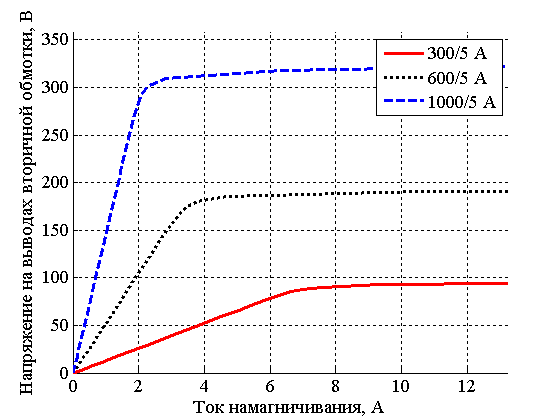 Напряжение на выводах вторичной обмотки, В
350
300
250
200
150
100
50
0
0 2 4 6 8 10 12
Ток намагничивания, А
300/5 А
600/5 А
1000/5 А